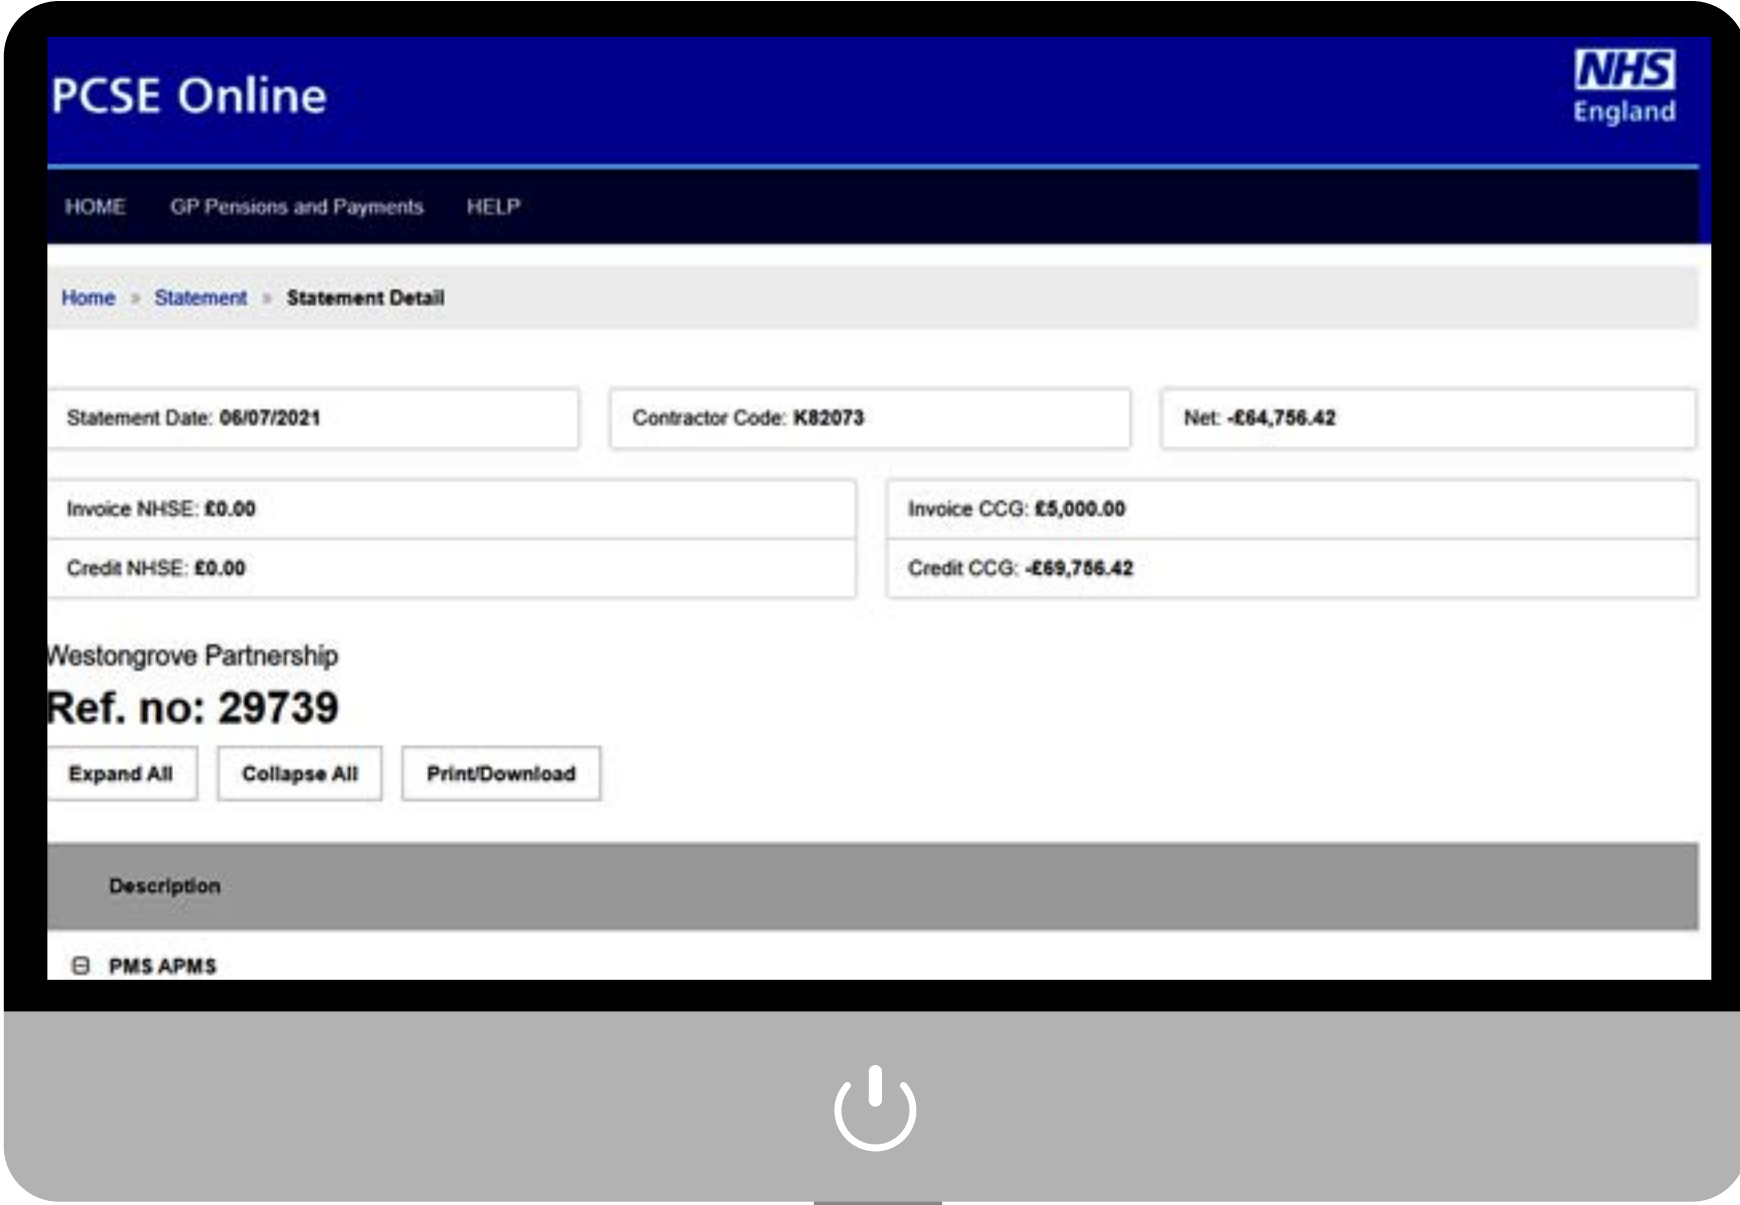 PCSE Online
NHS
England
HOME GP Pensions and Payments HELP
Home » Statement » Statement Detail
Statement Date: 06/07/2021 Contractor Code: K82073 Net: -£64,756.42
Invoice NHSE: £0.00 Invoice CCG: £5,000.00
Credit NHSE: £0.00 Credit CCG: -£69,756.42
Westongrove Partnership
Ref. no: 29739
Expand All Collapse All Print/Download
Description
PMS APMS